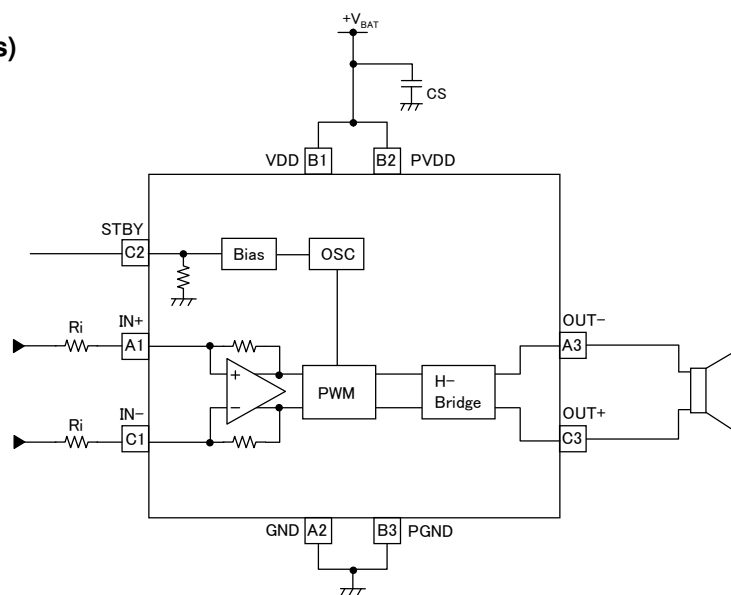 +VBAT
s)
CS
VDD B1 B2 PVDD
STBY
C2
Bias
OSC
Ri
IN+
A1
OUT-
A3
+
PWM
H-
Bridge
Ri
IN-
C1
-
OUT+
C3
GND A2 B3 PGND